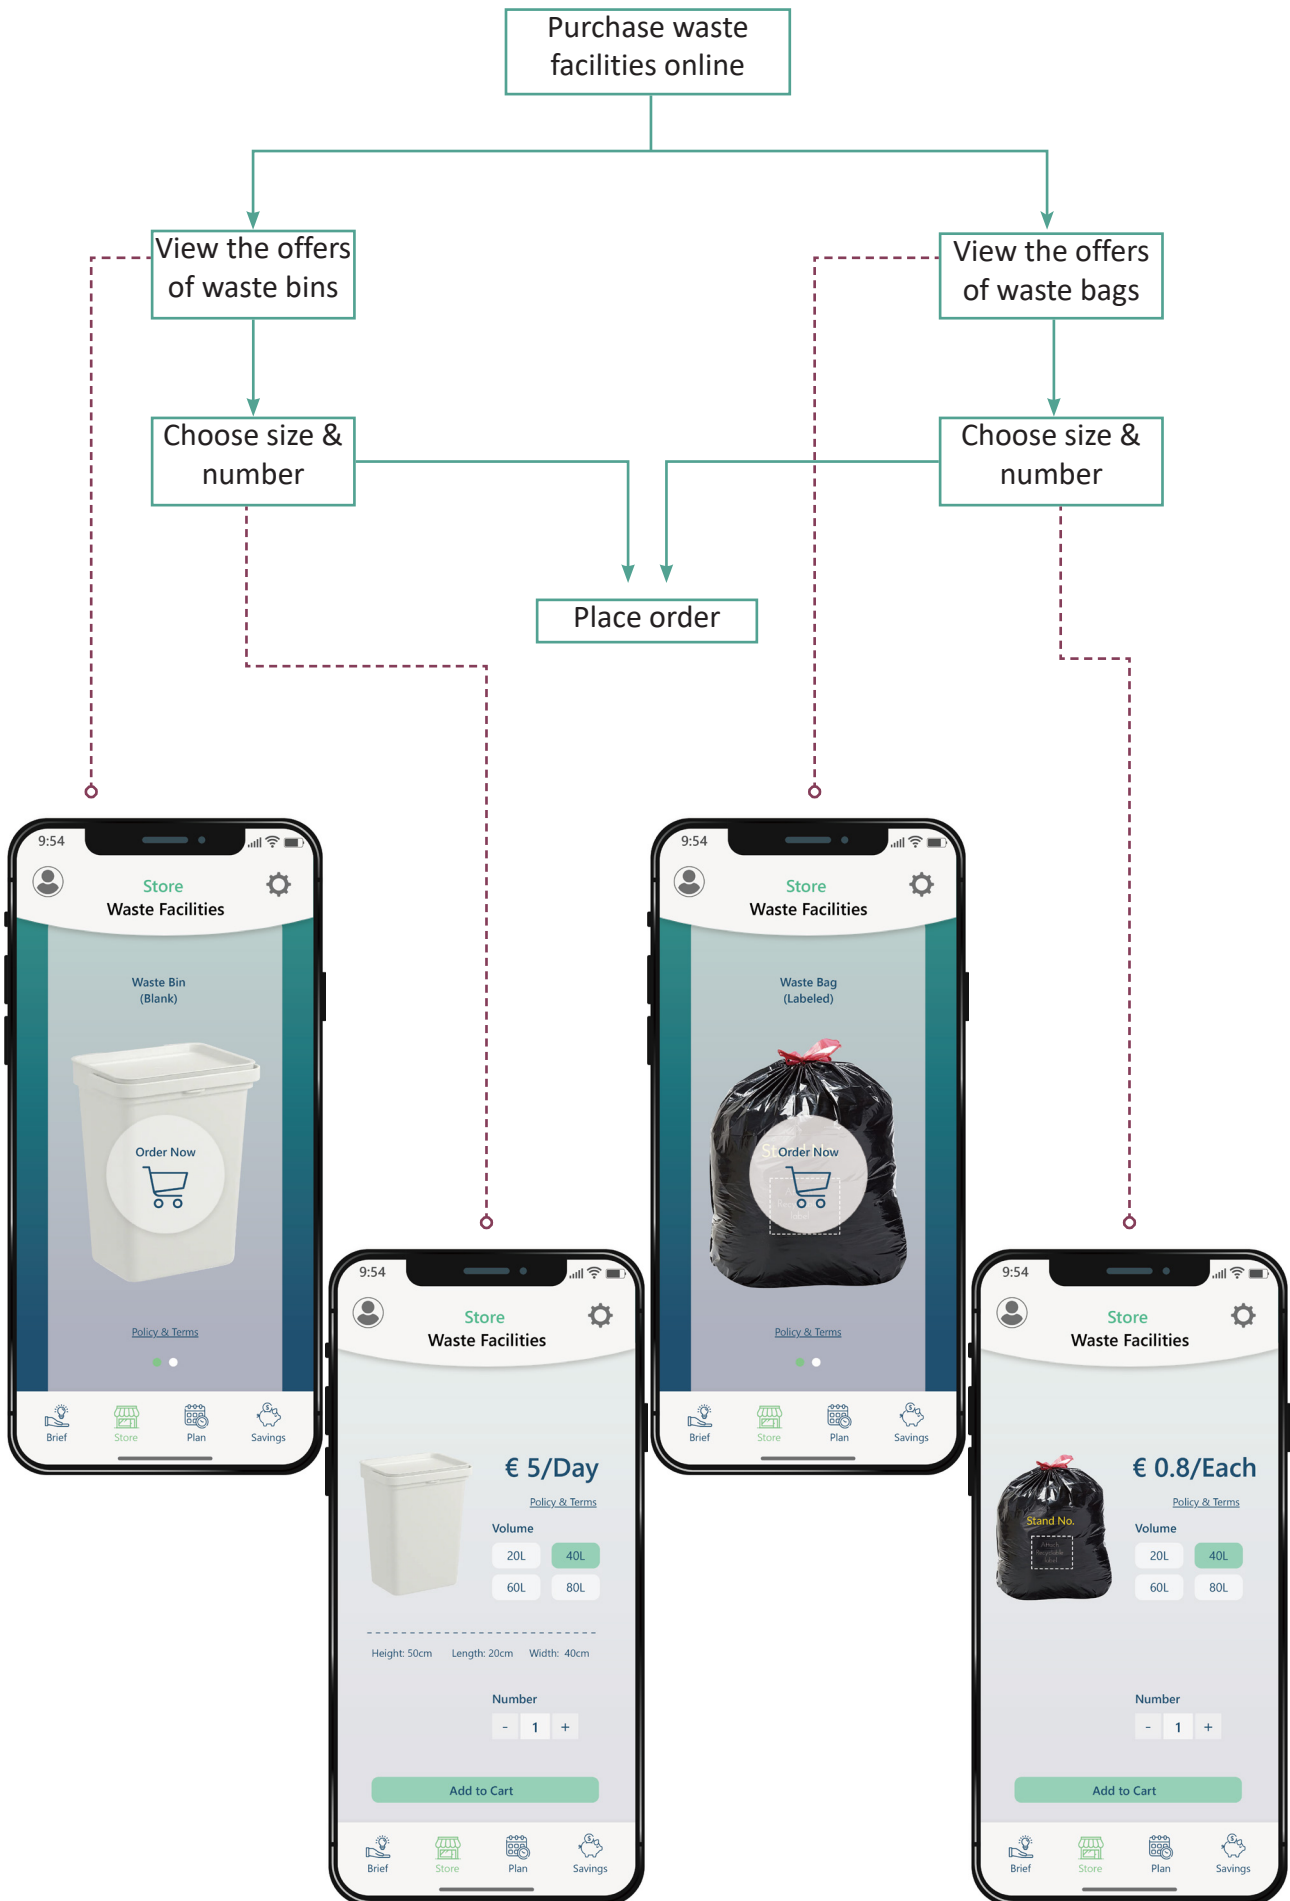 Purchase waste
facilities online
View the offers
of waste bins
View the offers
of waste bags
Choose size &
number
Choose size &
number
Place order
9:54
Store
Waste Facilities
Waste Bin
(Blank)
Order Now
Policy & Terms
Brief
Store
Plan
Savings
9:54
Store
Waste Facilities
Waste Bag
(Labeled)
Order Now
Policy & Terms
Brief
Store
Plan
Savings
9:54
Store
Waste Facilities
€ 5/Day
Policy & Terms
Volume
20L 40L
60L 80L
Height: 50cm Length: 20cm Width: 40cm
Number
- 1 +
Add to Cart
Brief
Store
Plan
Savings
9:54
Store
Waste Facilities
€ 0.8/Each
Policy & Terms
Stand No.
Attach
Recyclable
label
Volume
20L 40L
60L 80L
Number
- 1 +
Add to Cart
Brief
Store
Plan
Savings